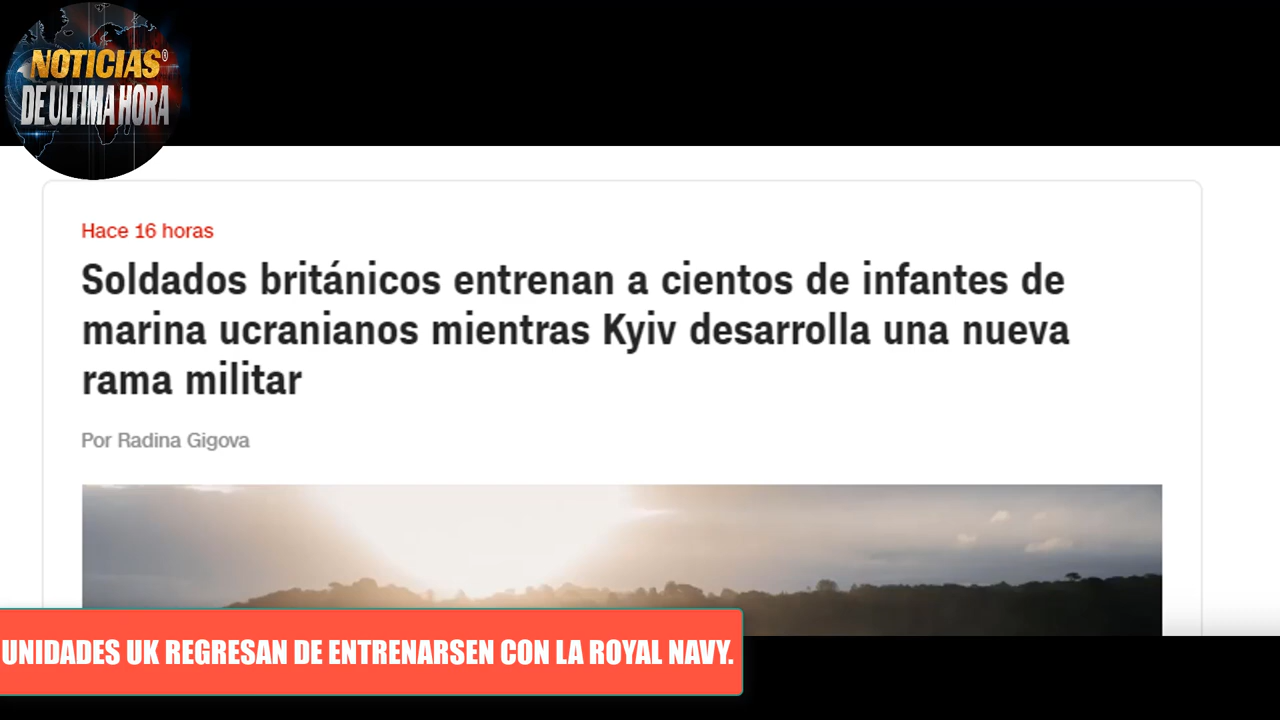 NOTICIAS®
DE ULTIMA HORA
Hace 16 horas
Soldados británicos entrenan a cientos de infantes de
marina ucranianos mientras Kyiv desarrolla una nueva
rama militar
Por Radina Gigova
UNIDADES UK REGRESAN DE ENTRENARSEN CON LA ROYAL NAVY.